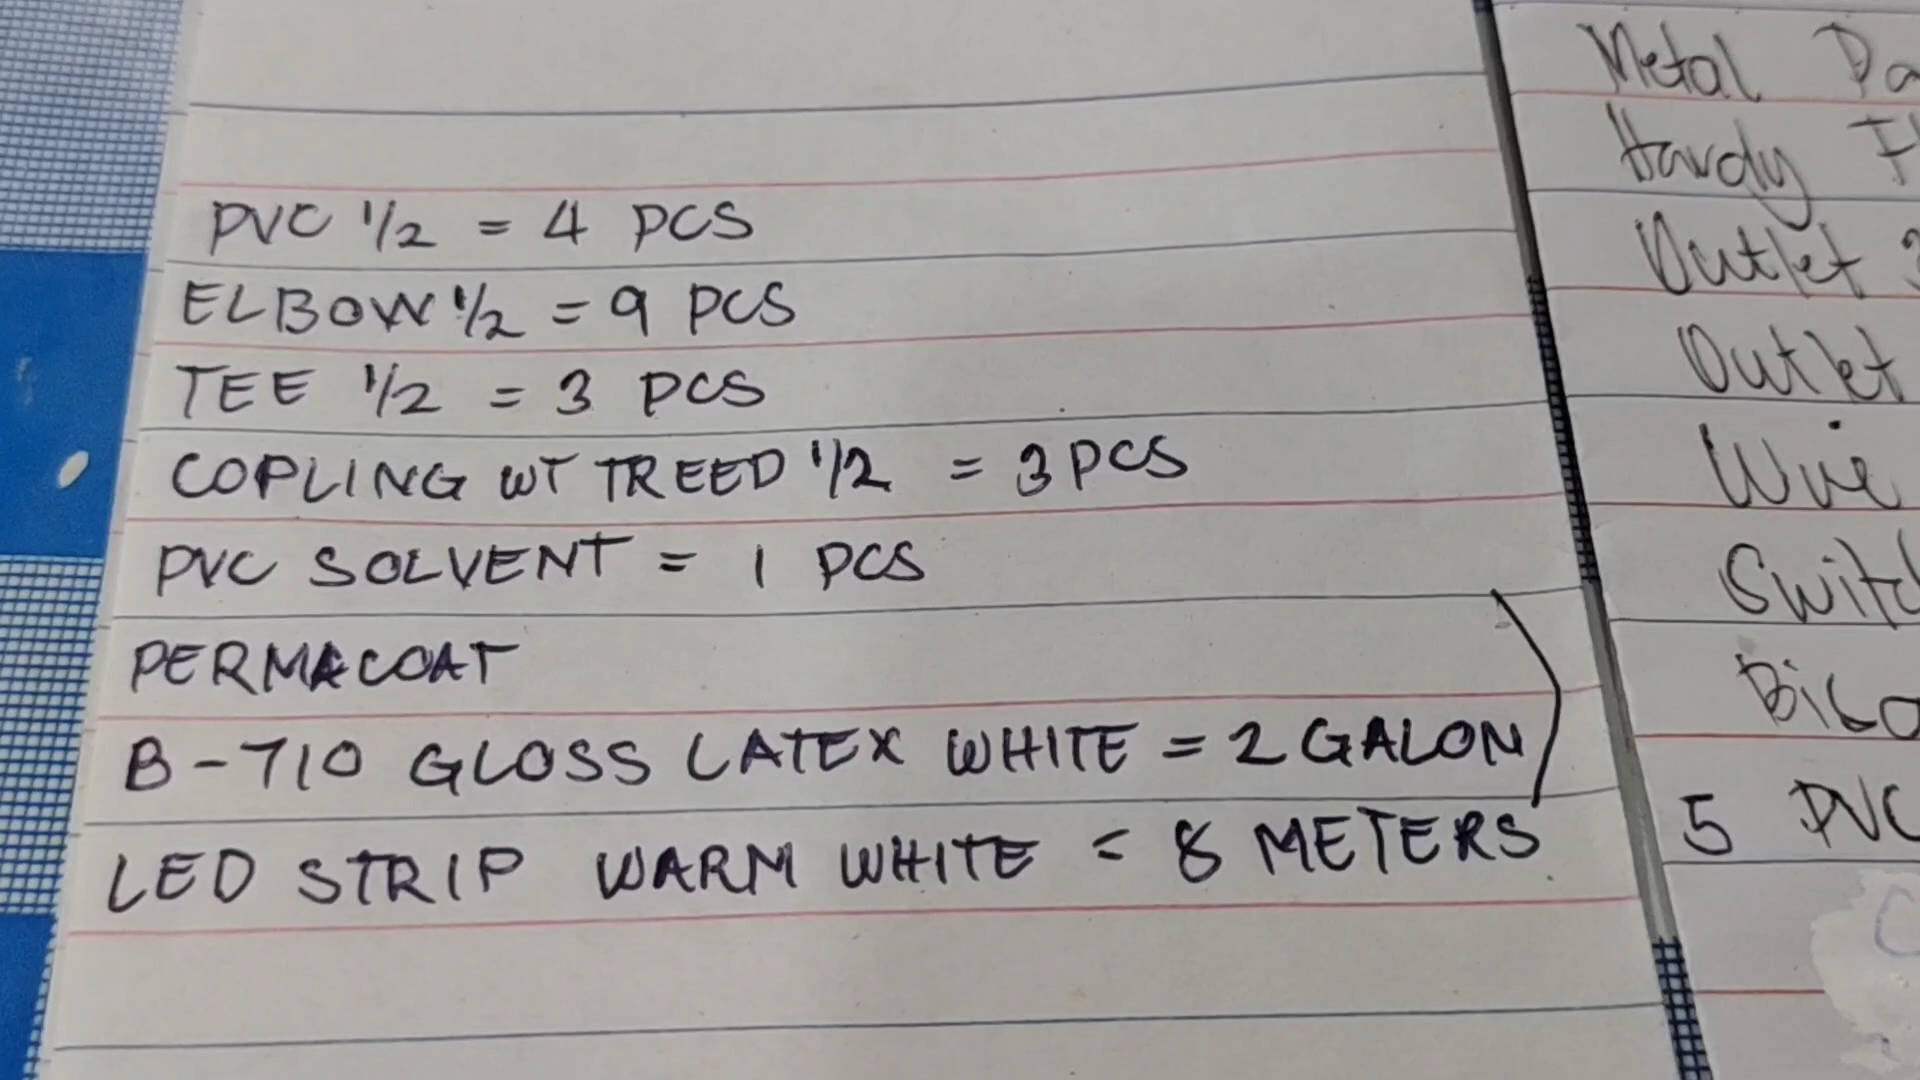 PVC 1/2 = 4 PCS
ELBOW 1/2 = 9 PCS
TEE 1/2 = 3 PCS
COPLING WT TREED 1/2 = 3 PCS
PVC SOLVENT = 1 PCS
PERMACOAT
B-710 GLOSS LATEX WHITE = 2 GALON
LED STRIP WARM WHITE = 8 METERS
Metal
Hardy
Outlet
Outlet
Wire
5 PVC